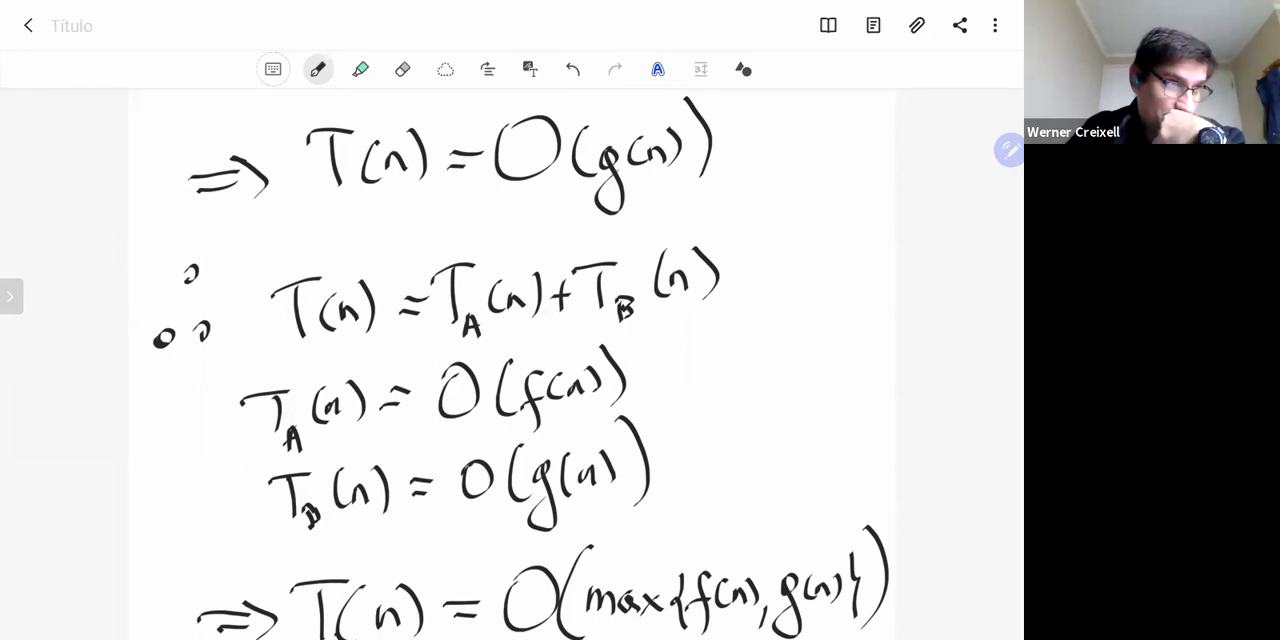 Título
Werner Creixell
⇒ T(n) = O(g(n))
∴ T(n) = T_A(n) + T_B(n)
T_A(n) = O(f(n))
T_B(n) = O(g(n))
⇒ T(n) = O(max{f(n), g(n)})